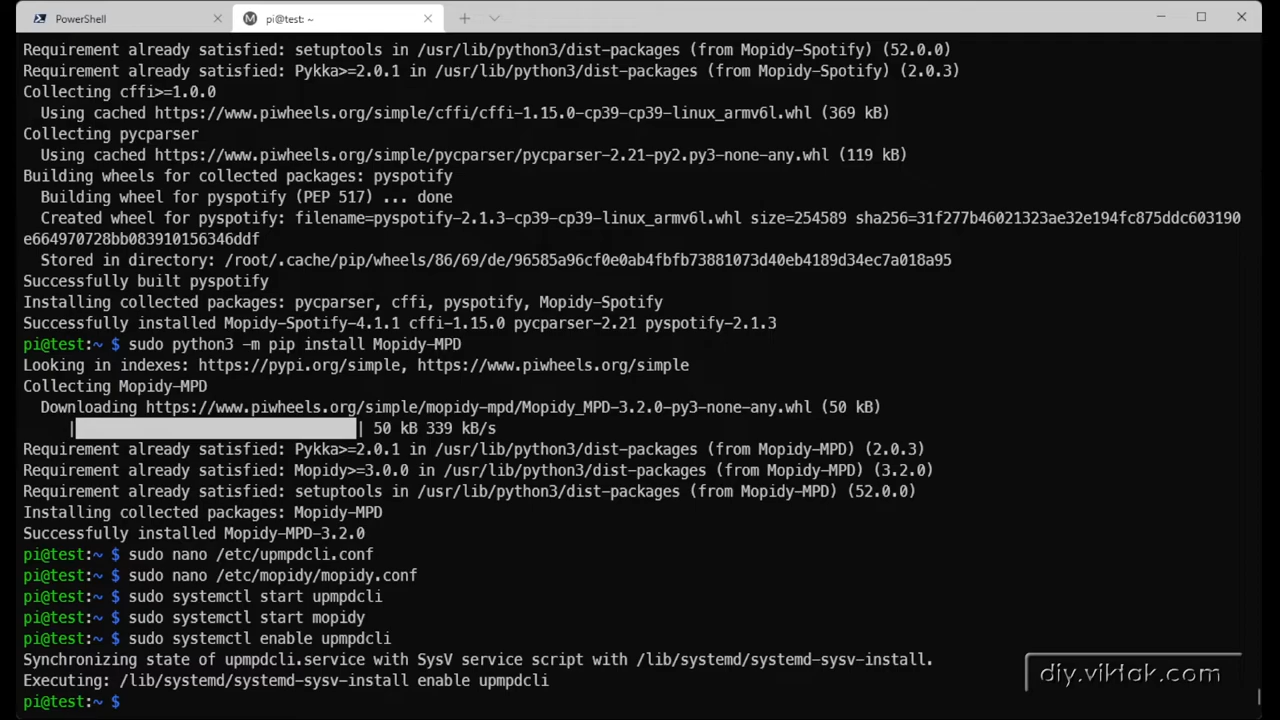 PowerShell
pi@test: ~
Requirement already satisfied: setuptools in /usr/lib/python3/dist-packages (from Mopidy-Spotify) (52.0.0)
Requirement already satisfied: Pykka>=2.0.1 in /usr/lib/python3/dist-packages (from Mopidy-Spotify) (2.0.3)
Collecting cffi>=1.0.0
  Using cached https://www.piwheels.org/simple/cffi/cffi-1.15.0-cp39-cp39-linux_armv6l.whl (369 kB)
Collecting pycparser
  Using cached https://www.piwheels.org/simple/pycparser/pycparser-2.21-py2.py3-none-any.whl (119 kB)
Building wheels for collected packages: pyspotify
  Building wheel for pyspotify (PEP 517) ... done
  Created wheel for pyspotify: filename=pyspotify-2.1.3-cp39-cp39-linux_armv6l.whl size=254589 sha256=31f277b46021323ae32e194fc875ddc603190
e664970728bb083910156346ddf
  Stored in directory: /root/.cache/pip/wheels/86/69/de/96585a96cf0e0ab4fbfb73881073d40eb4189d34ec7a018a95
Successfully built pyspotify
Installing collected packages: pycparser, cffi, pyspotify, Mopidy-Spotify
Successfully installed Mopidy-Spotify-4.1.1 cffi-1.15.0 pycparser-2.21 pyspotify-2.1.3
pi@test:~ $ sudo python3 -m pip install Mopidy-MPD
Looking in indexes: https://pypi.org/simple, https://www.piwheels.org/simple
Collecting Mopidy-MPD
  Downloading https://www.piwheels.org/simple/mopidy-mpd/Mopidy_MPD-3.2.0-py3-none-any.whl (50 kB)
| | 50 kB 339 kB/s
Requirement already satisfied: Pykka>=2.0.1 in /usr/lib/python3/dist-packages (from Mopidy-MPD) (2.0.3)
Requirement already satisfied: Mopidy>=3.0.0 in /usr/lib/python3/dist-packages (from Mopidy-MPD) (3.2.0)
Requirement already satisfied: setuptools in /usr/lib/python3/dist-packages (from Mopidy-MPD) (52.0.0)
Installing collected packages: Mopidy-MPD
Successfully installed Mopidy-MPD-3.2.0
pi@test:~ $ sudo nano /etc/upmpdcli.conf
pi@test:~ $ sudo nano /etc/mopidy/mopidy.conf
pi@test:~ $ sudo systemctl start upmpdcli
pi@test:~ $ sudo systemctl start mopidy
pi@test:~ $ sudo systemctl enable upmpdcli
Synchronizing state of upmpdcli.service with SysV service script with /lib/systemd/systemd-sysv-install.
Executing: /lib/systemd/systemd-sysv-install enable upmpdcli
pi@test:~ $
diy.viktak.com